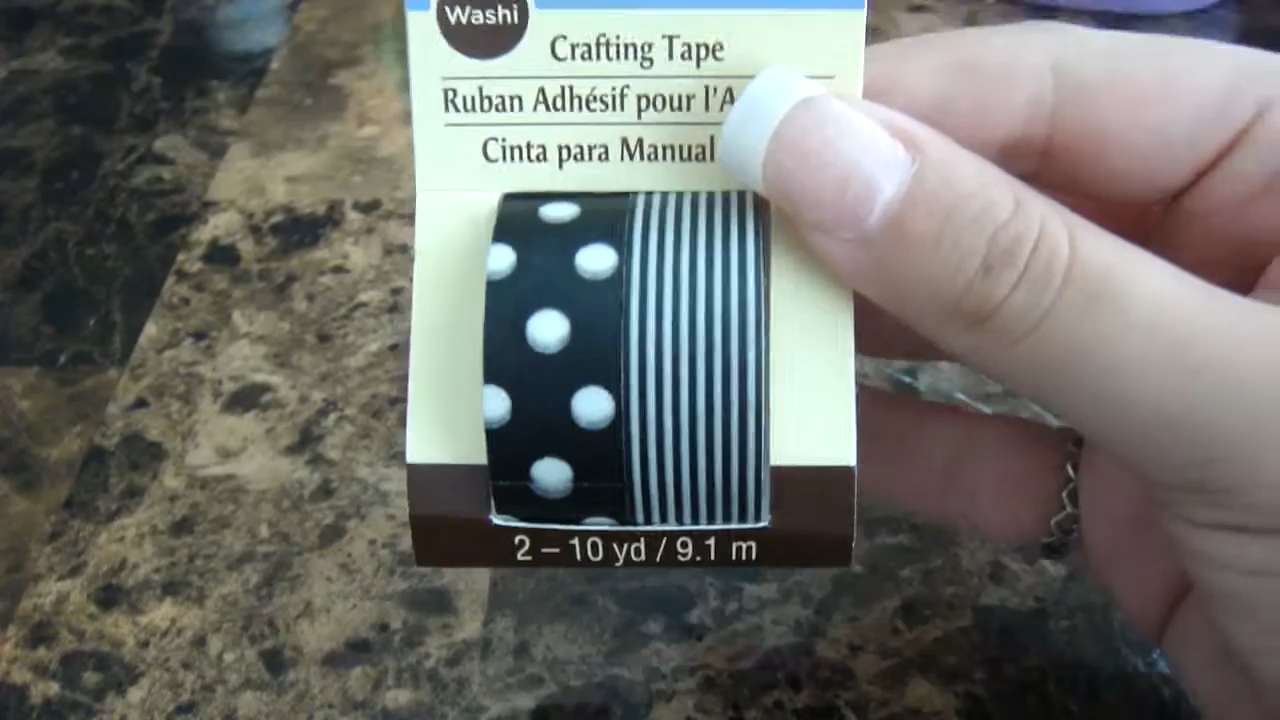 Washi
Crafting Tape
Ruban Adhésif pour l'A
Cinta para Manual
2 – 10 yd / 9.1 m